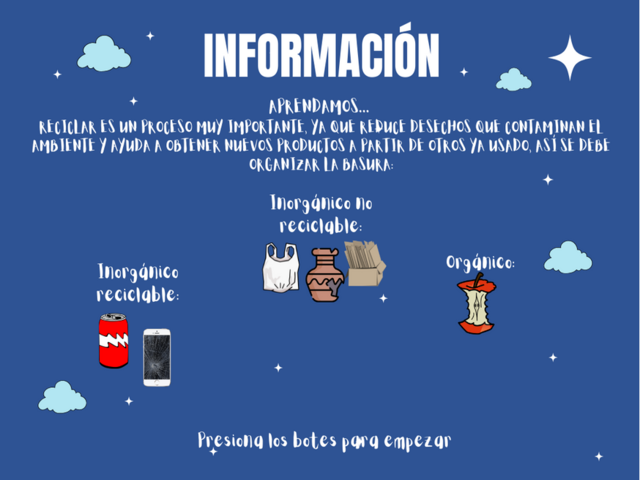 INFORMACIÓN
APRENDAMOS...
RECICLAR ES UN PROCESO MUY IMPORTANTE, YA QUE REDUCE DESECHOS QUE CONTAMINAN EL
AMBIENTE Y AYUDA A OBTENER NUEVOS PRODUCTOS A PARTIR DE OTROS YA USADO, ASÍ SE DEBE
ORGANIZAR LA BASURA:
Inorgánico no
reciclable:
Orgánico:
Inorgánico
reciclable:
Presiona los botes para empezar